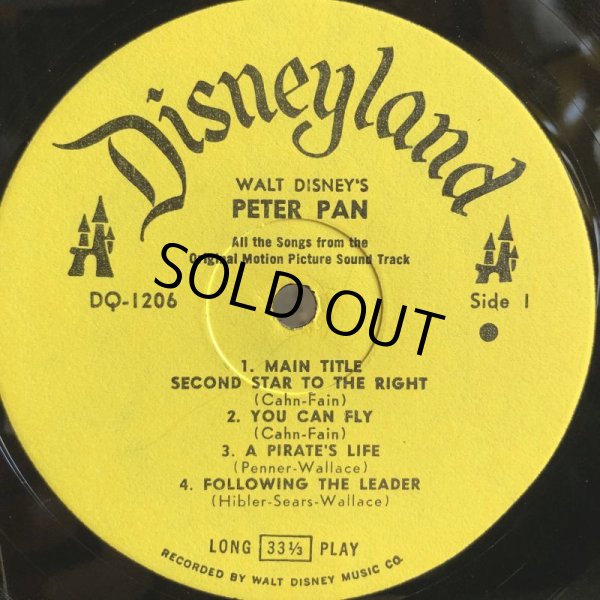 Disneyland
WALT DISNEY'S
PETER PAN
All the Songs from the
Original Motion Picture Sound Track
DQ-1206
Side 1
SOLD OUT
1. MAIN TITLE
SECOND STAR TO THE RIGHT
(Cahn-Fain)
2. YOU CAN FLY
(Cahn-Fain)
3. A PIRATE'S LIFE
(Penner-Wallace)
4. FOLLOWING THE LEADER
(Hibler-Sears-Wallace)
LONG 33⅓ PLAY
RECORDED BY WALT DISNEY MUSIC CO.